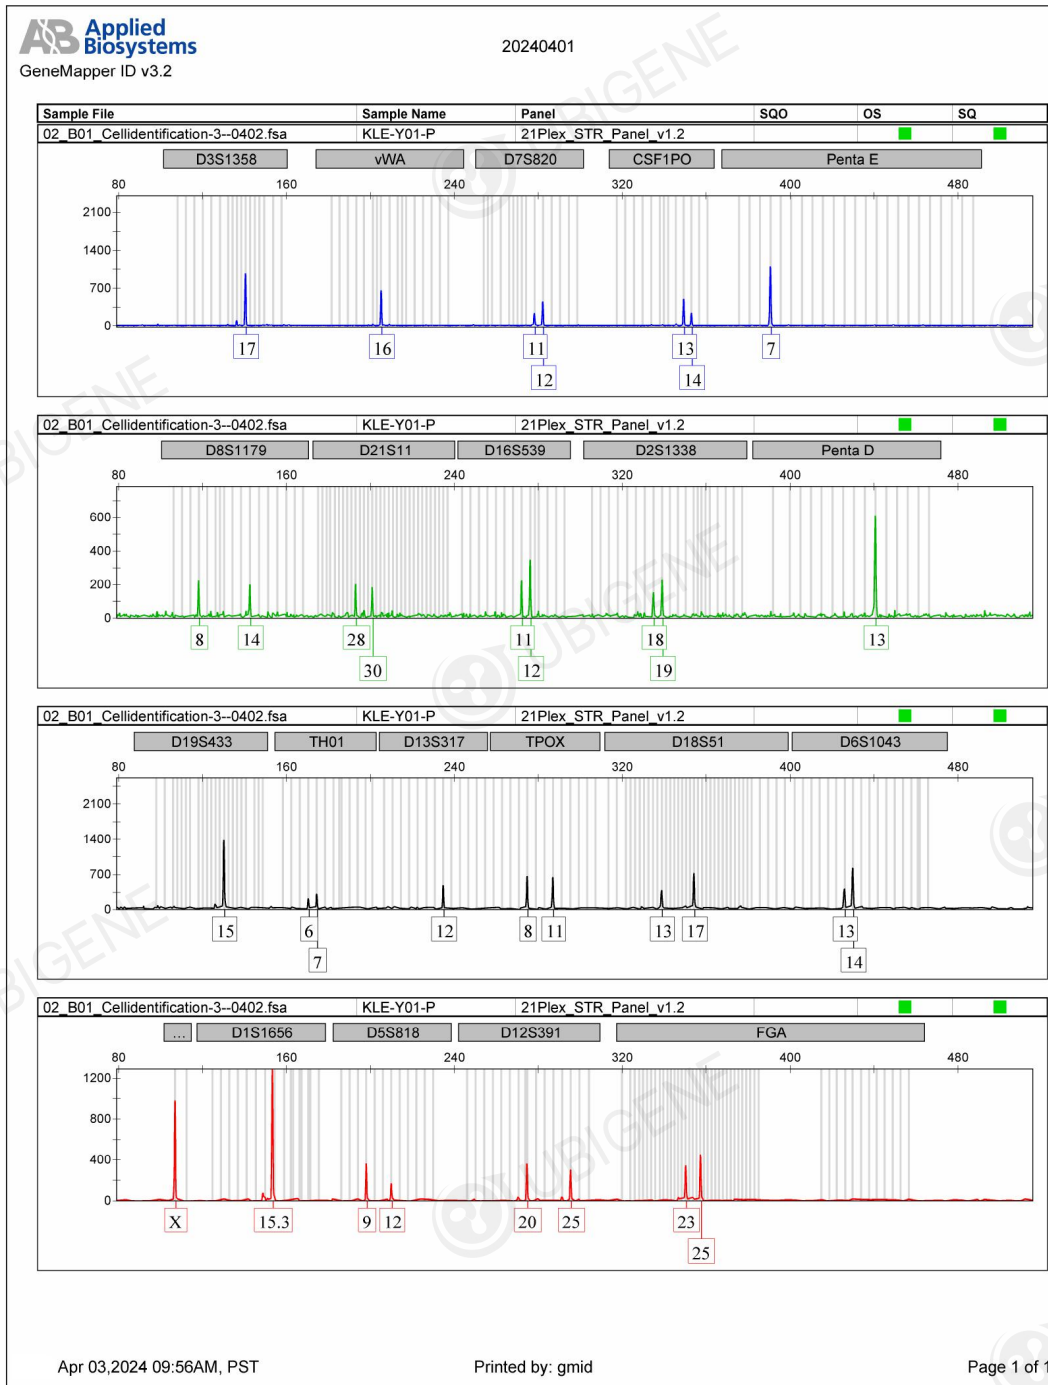 AB Applied
Biosystems
20240401
GeneMapper ID v3.2
Sample File Sample Name Panel SQO OS SQ
02_B01_Cellidentification-3--0402.fsa KLE-Y01-P 21Plex_STR_Panel_v1.2
D3S1358 vWA D7S820 CSF1PO Penta E
80 160 240 320 400 480
2100
1400
700
0
17 16 11 13 7
12 14
02_B01_Cellidentification-3--0402.fsa KLE-Y01-P 21Plex_STR_Panel_v1.2
D8S1179 D21S11 D16S539 D2S1338 Penta D
80 160 240 320 400 480
600
400
200
0
8 14 28 11 18 13
30 12 19
02_B01_Cellidentification-3--0402.fsa KLE-Y01-P 21Plex_STR_Panel_v1.2
D19S433 TH01 D13S317 TPOX D18S51 D6S1043
80 160 240 320 400 480
2100
1400
700
0
15 6 12 8 11 13 17 13
7 14
02_B01_Cellidentification-3--0402.fsa KLE-Y01-P 21Plex_STR_Panel_v1.2
... D1S1656 D5S818 D12S391 FGA
80 160 240 320 400 480
1200
800
400
0
X 15.3 9 12 20 25 23
25
Apr 03,2024 09:56AM, PST Printed by: gmid Page 1 of 1
UBIGENE
UBIGENE
UBIGENE
UBIGENE
UBIGENE